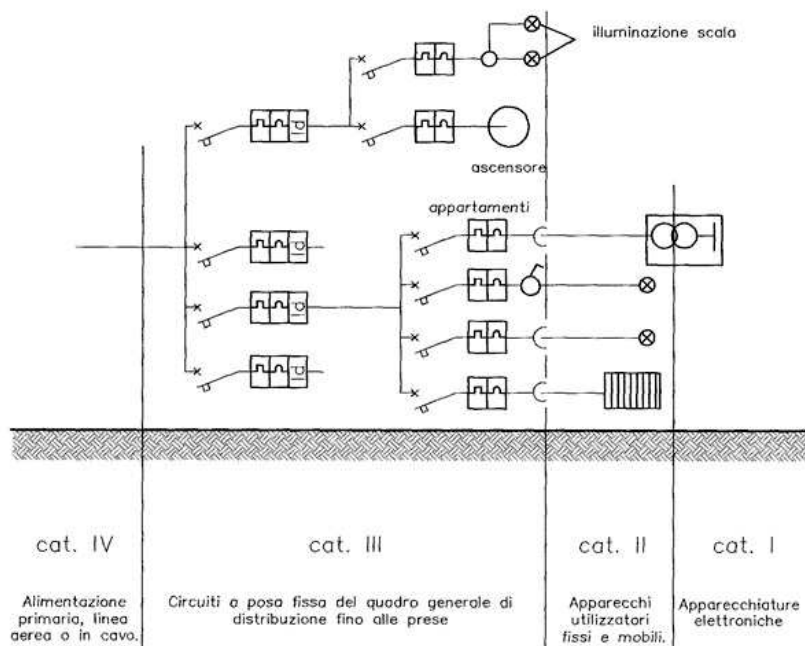 illuminazione scala
Id
ascensore
appartamenti
Id
Id
Id
cat. IV
cat. III
cat. II
cat. I
Alimentazione
primaria, linea
aerea o in cavo.
Circuiti a posa fissa del quadro generale di
distribuzione fino alle prese
Apparecchi
utilizzatori
fissi e mobili.
Apparecchiature
elettroniche